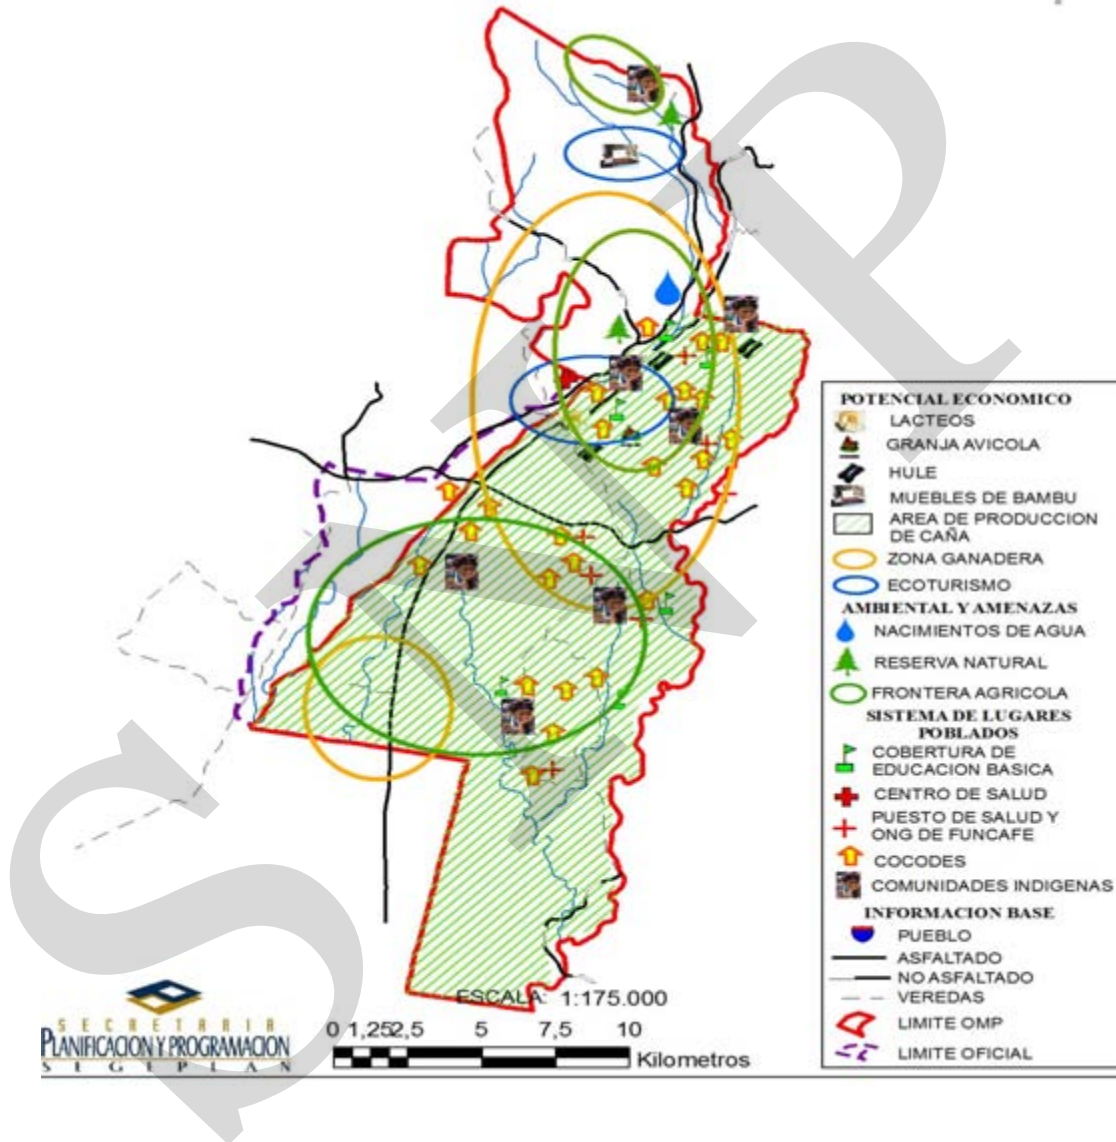 POTENCIAL ECONOMICO
LACTEOS
GRANJA AVICOLA
HULE
MUEBLES DE BAMBU
AREA DE PRODUCCION
DE CAÑA
ZONA GANADERA
ECOTURISMO
AMBIENTAL Y AMENAZAS
NACIMIENTOS DE AGUA
RESERVA NATURAL
FRONTERA AGRICOLA
SISTEMA DE LUGARES
POBLADOS
COBERTURA DE
EDUCACION BASICA
CENTRO DE SALUD
PUESTO DE SALUD Y
ONG DE FUNCAFE
COCODES
COMUNIDADES INDIGENAS
INFORMACION BASE
PUEBLO
ASFALTADO
NO ASFALTADO
VEREDAS
LIMITE OMP
LIMITE OFICIAL
ESCALA: 1:175.000
0 1,25 2,5 5 7,5 10
Kilometros
SECRETARIA
PLANIFICACION Y PROGRAMACION
SEGEPLAN